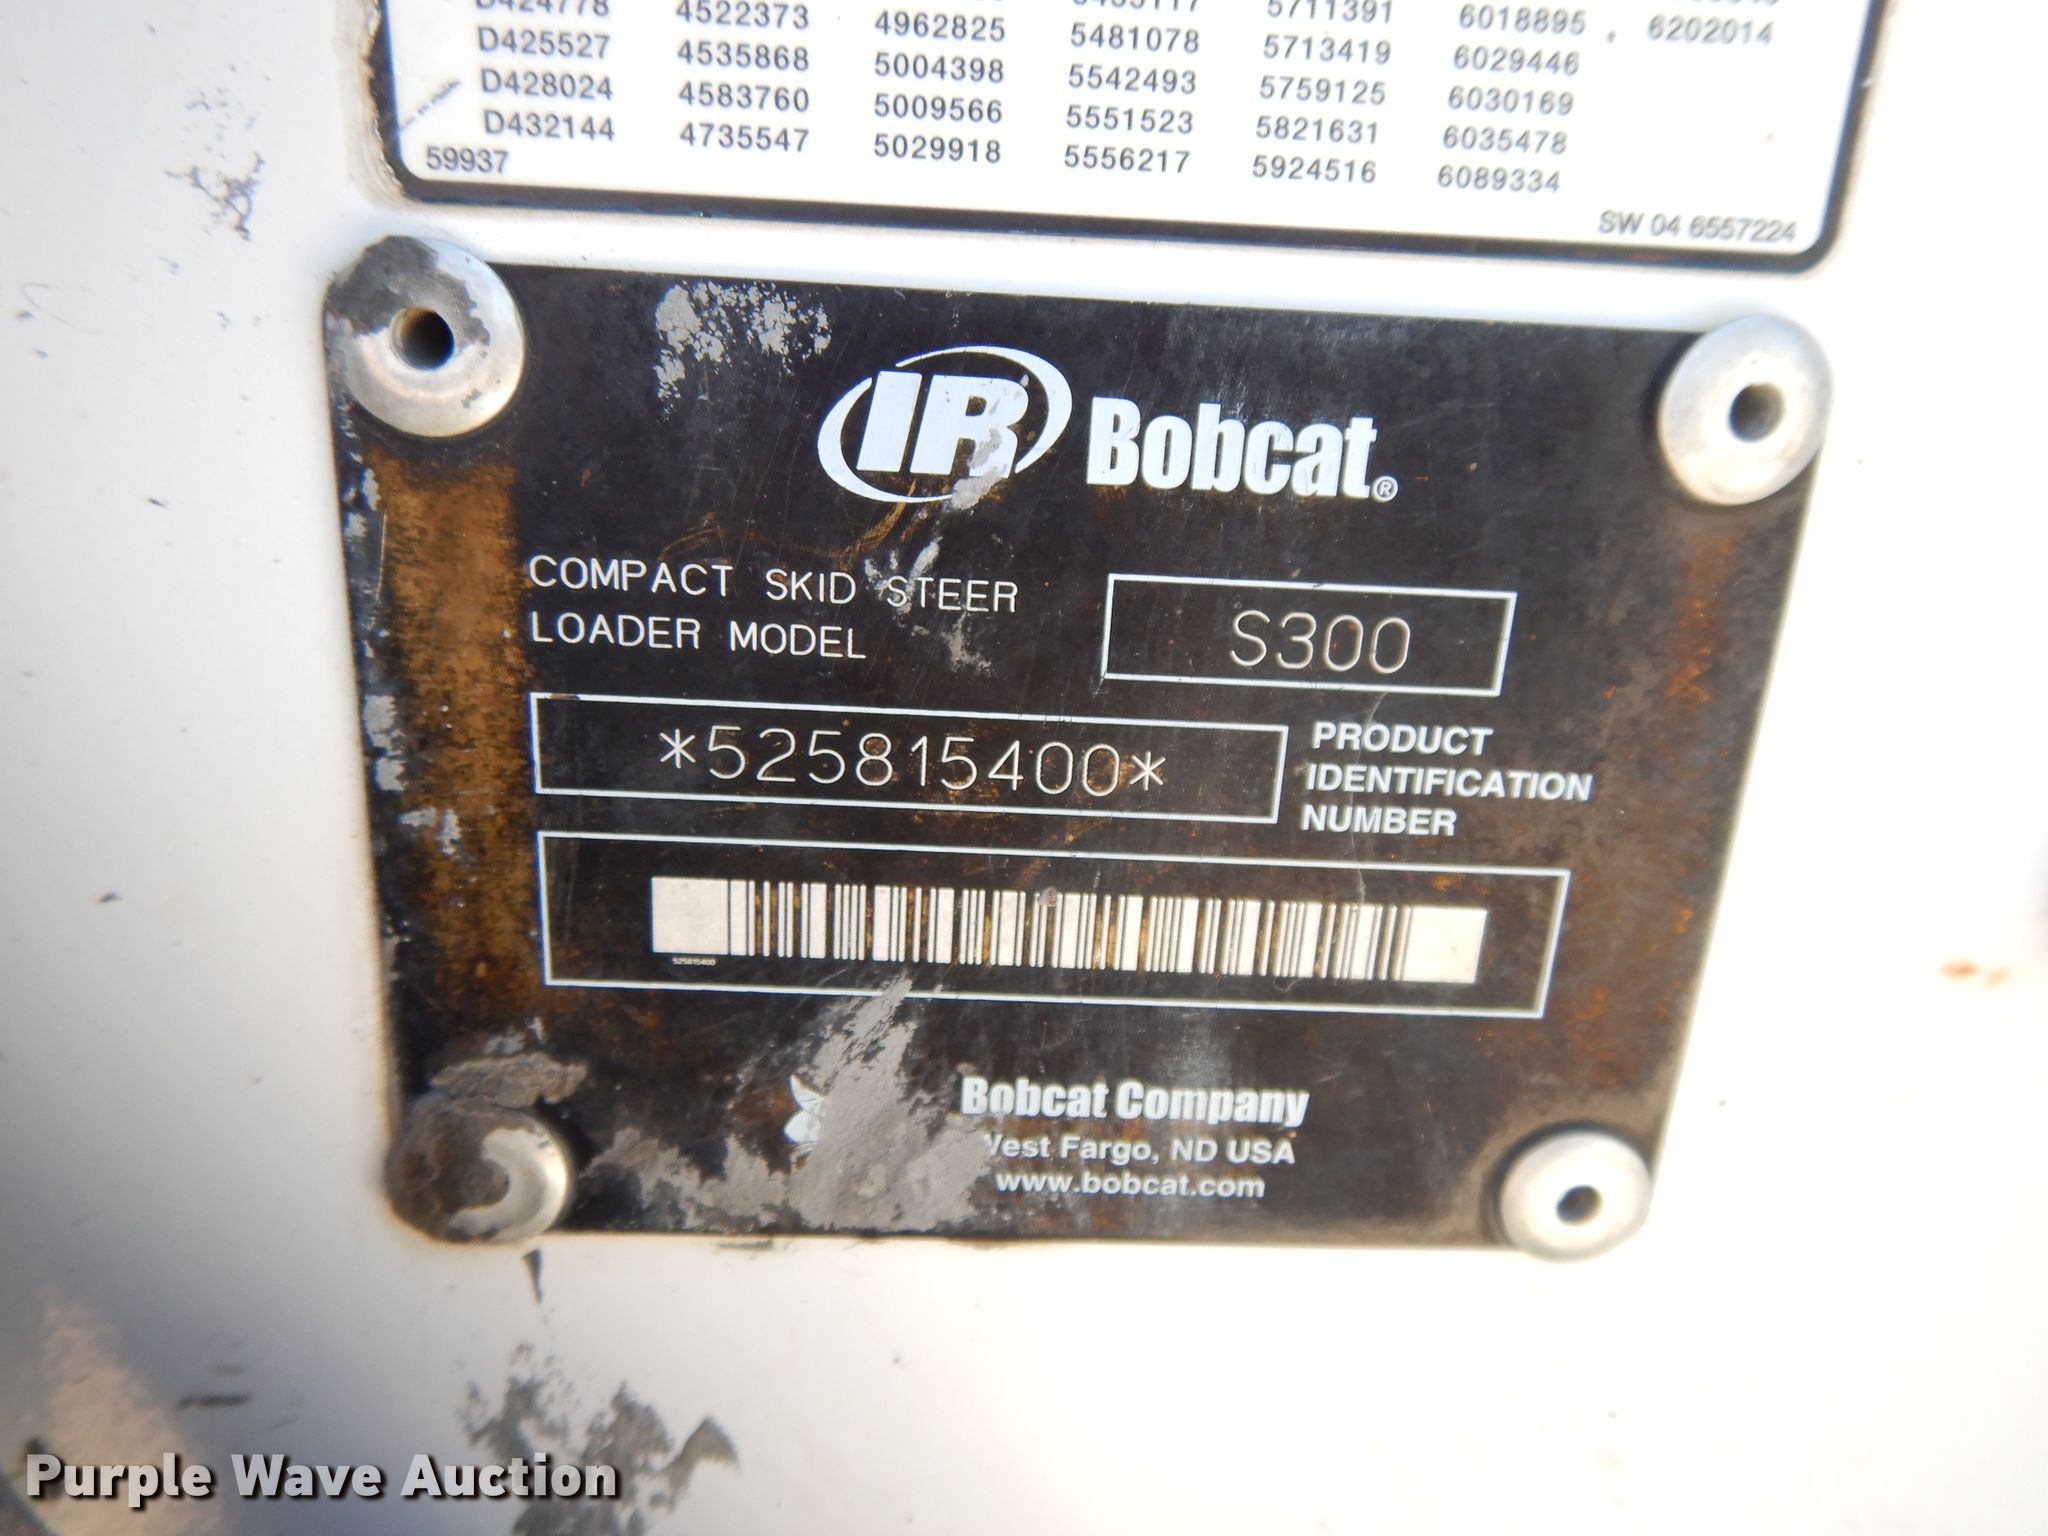 D424778 4522373 4962825 5711391 6018895 , 6202014
D425527 4535868 5004398 5481078 5713419 6029446
D428024 4583760 5009566 5542493 5759125 6030169
D432144 4735547 5029918 5551523 5821631 6035478
59937 5556217 5924516 6089334
SW 04 6557224
IR Bobcat®
COMPACT SKID STEER
LOADER MODEL
S300
*525815400*
PRODUCT
IDENTIFICATION
NUMBER
525815400
Bobcat Company
West Fargo, ND USA
www.bobcat.com
Purple Wave Auction